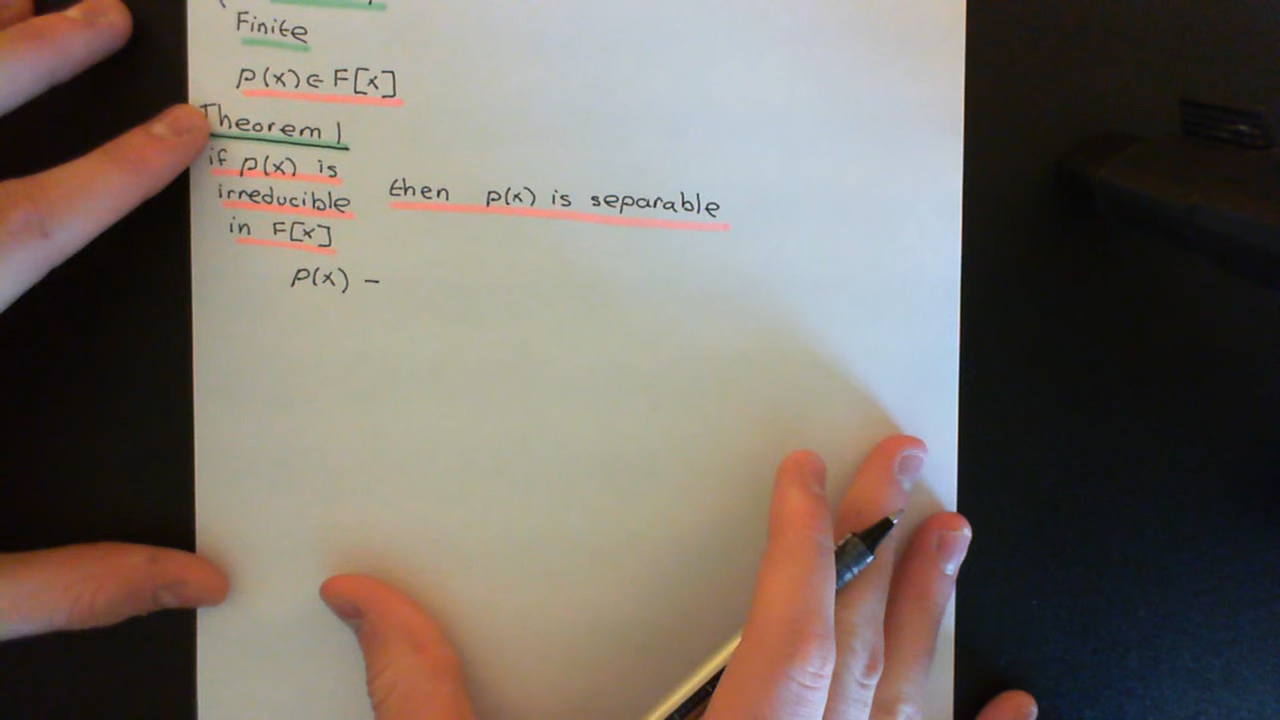 Finite
p(x) ∈ F[x]
Theorem 1
if p(x) is
irreducible then p(x) is separable
in F[x]
p(x) –